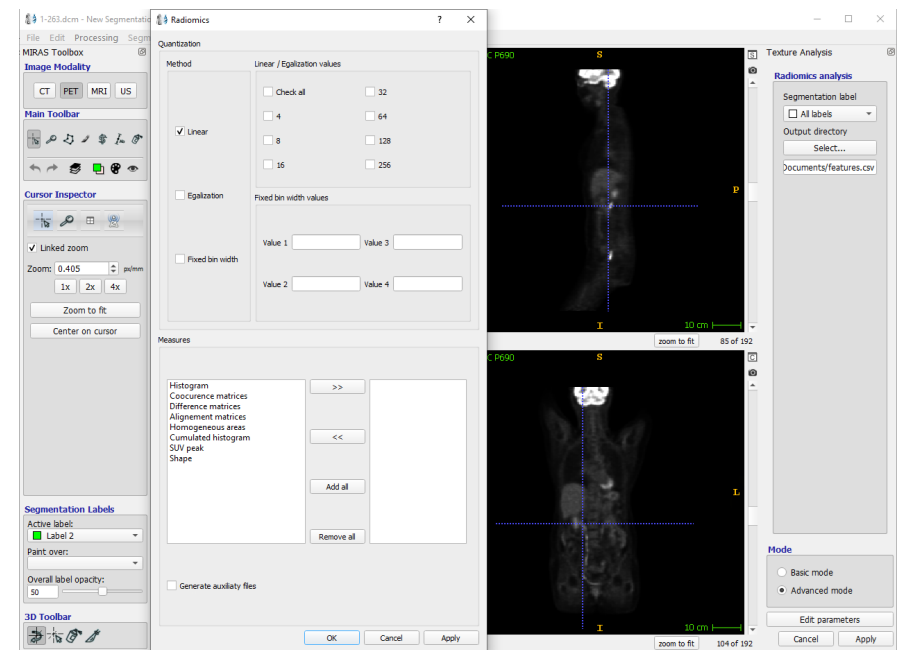 1-263.dcm - New Segmentatio
File Edit Processing Segm
MIRAS Toolbox
Image Modality
CT PET MRI US
Main Toolbar
Cursor Inspector
Linked zoom
Zoom: 0.405 px/mm
1x 2x 4x
Zoom to fit
Center on cursor
Segmentation Labels
Active label:
Label 2
Paint over:
Overall label opacity:
50
3D Toolbar
Radiomics ? X
Quantization
Method
Linear / Egalization values
Check all 32
4 64
Linear
8 128
16 256
Egalization
Fixed bin width values
Value 1 Value 3
Fixed bin width
Value 2 Value 4
Measures
Histogram
Coocurence matrices
Difference matrices
Alignement matrices
Homogeneous areas
Cumulated histogram
SUV peak
Shape
>>
<<
Add all
Remove all
Generate auxiliaty files
OK Cancel Apply
C P690
S
P
I
10 cm
zoom to fit 85 of 192
S
C P690
S
C
L
I
10 cm
zoom to fit 104 of 192
Texture Analysis
Radiomics analysis
Segmentation label
All labels
Output directory
Select...
Documents/features.csv
Mode
Basic mode
Advanced mode
Edit parameters
Cancel Apply